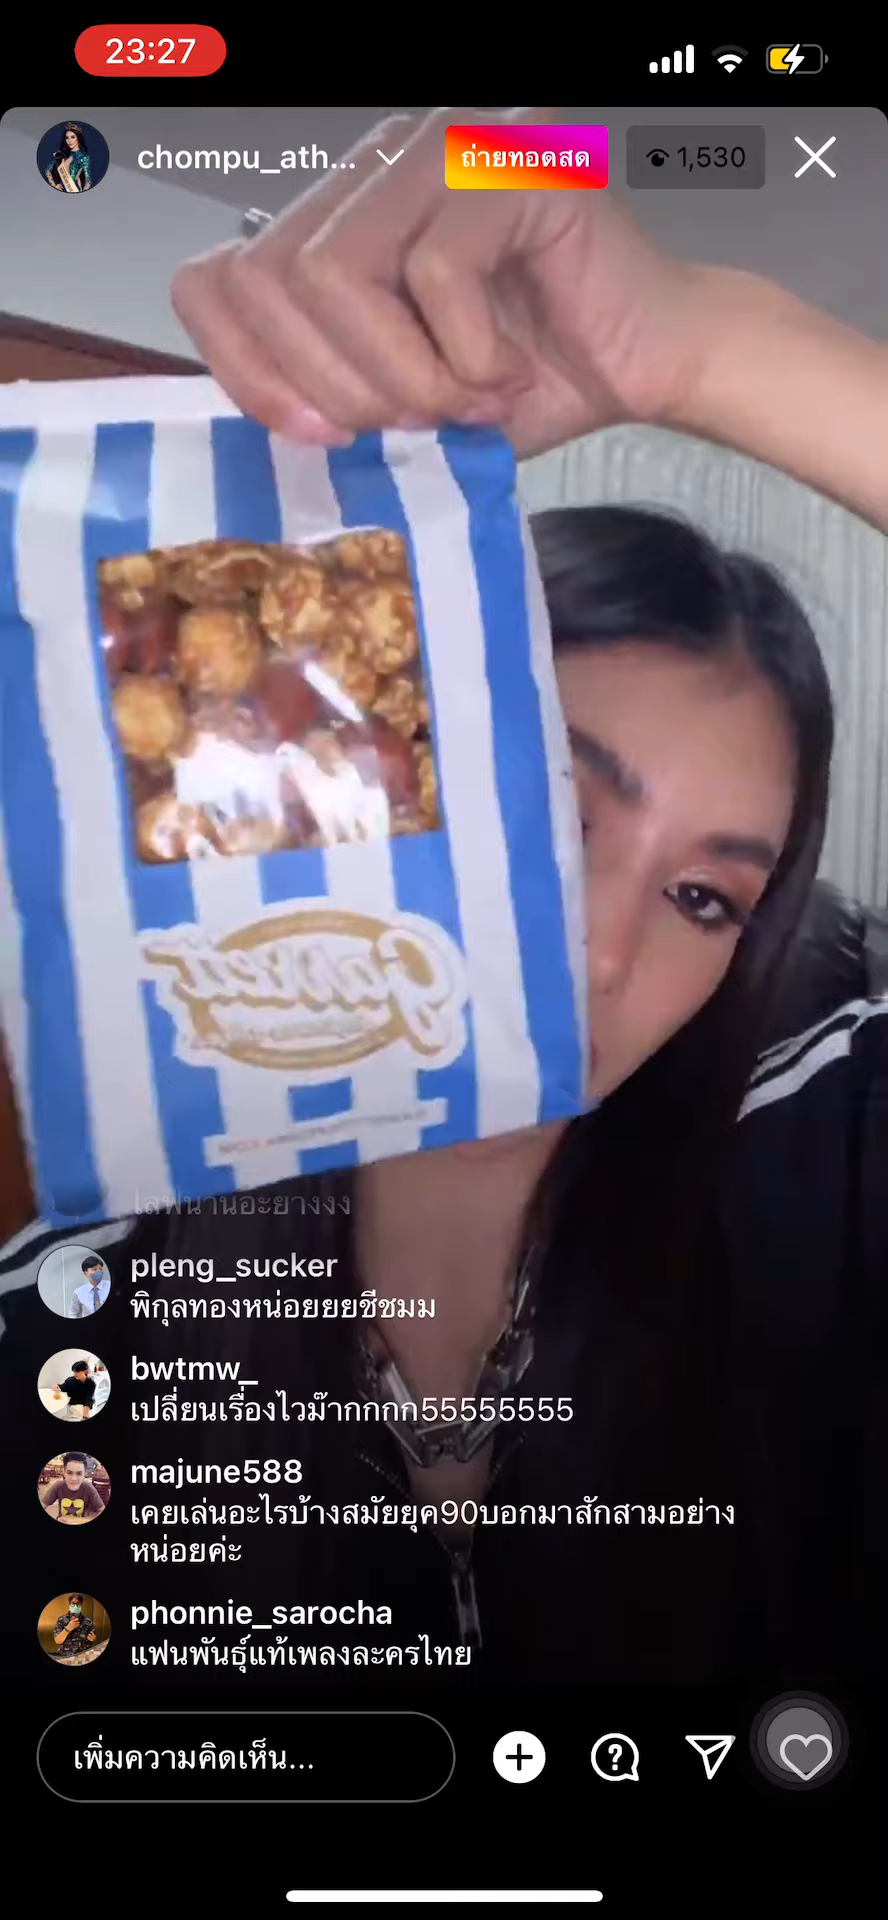 23:27
chompu_ath...
ถ่ายทอดสด
1,530
Garrett
ไลฟ์นานอะยางงง
pleng_sucker
พิกุลทองหน่อยยยชีชมม
bwtmw_
เปลี่ยนเรื่องไวม๊ากกกก55555555
majune588
เคยเล่นอะไรบ้างสมัยยุค90บอกมาสักสามอย่าง
หน่อยค่ะ
phonnie_sarocha
แฟนพันธุ์แท้เพลงละครไทย
เพิ่มความคิดเห็น...